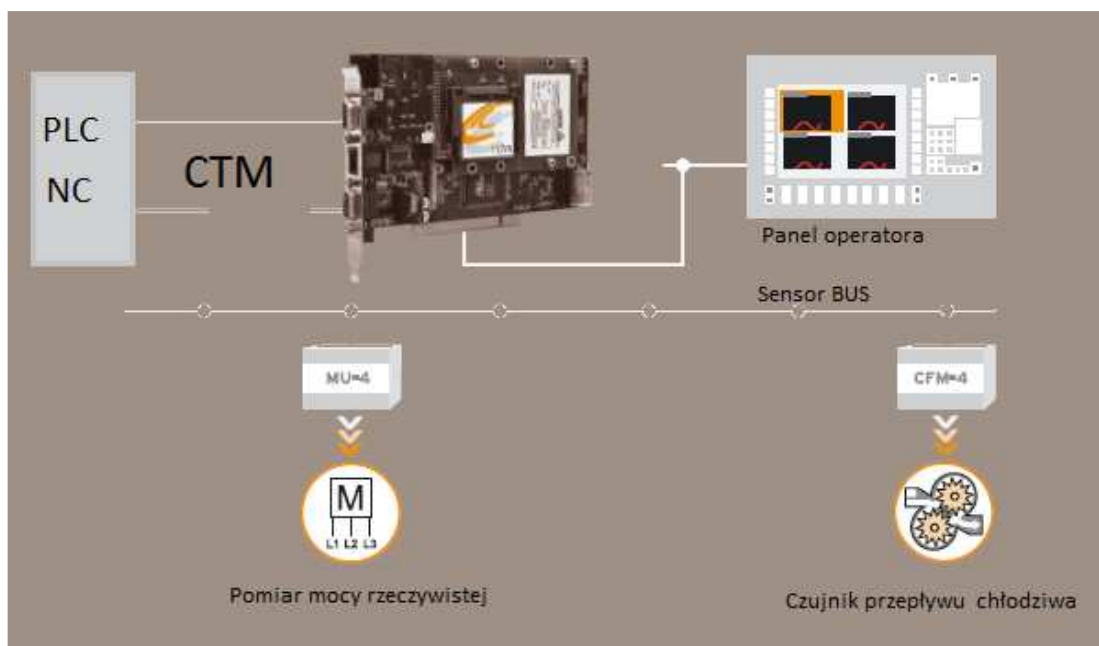 PLC
NC
CTM
Panel operatora
Sensor BUS
MU-4
CFM-4
M
L1 L2 L3
Pomiar mocy rzeczywistej
Czujnik przepływu chłodziwa